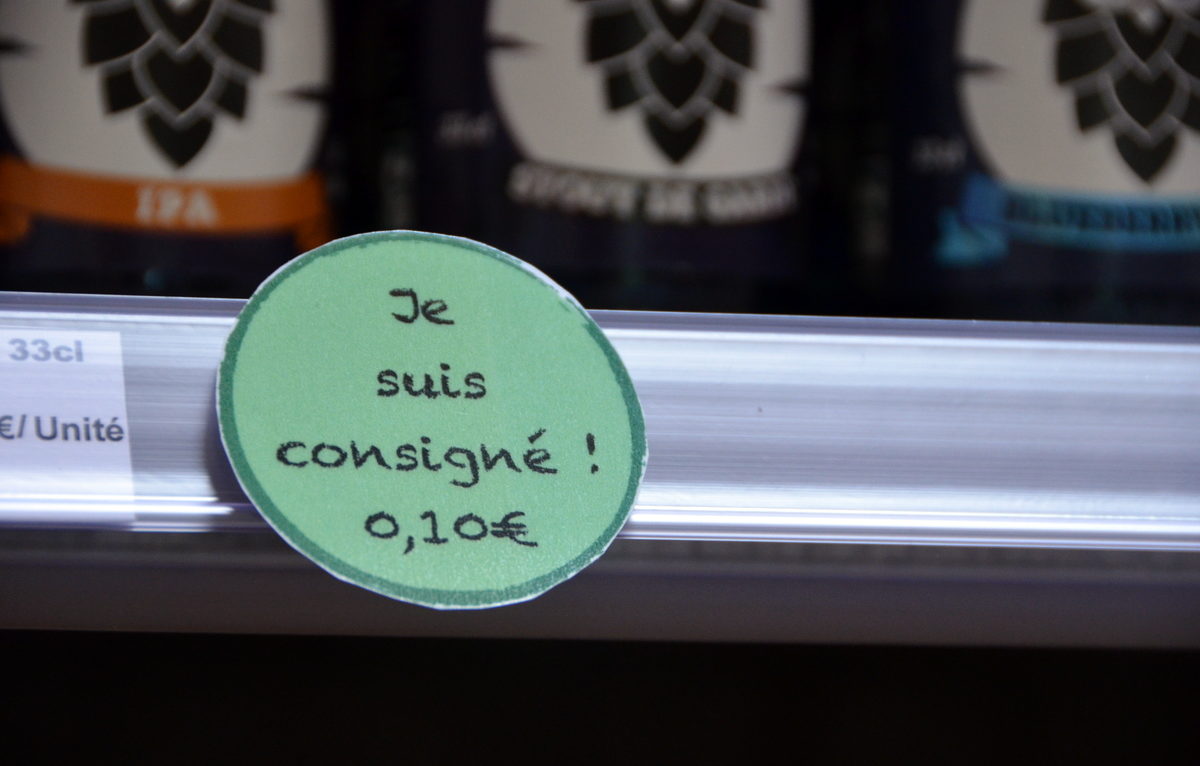 IPA
33cl
€/ Unité
Je
suis
consigné !
0,10€